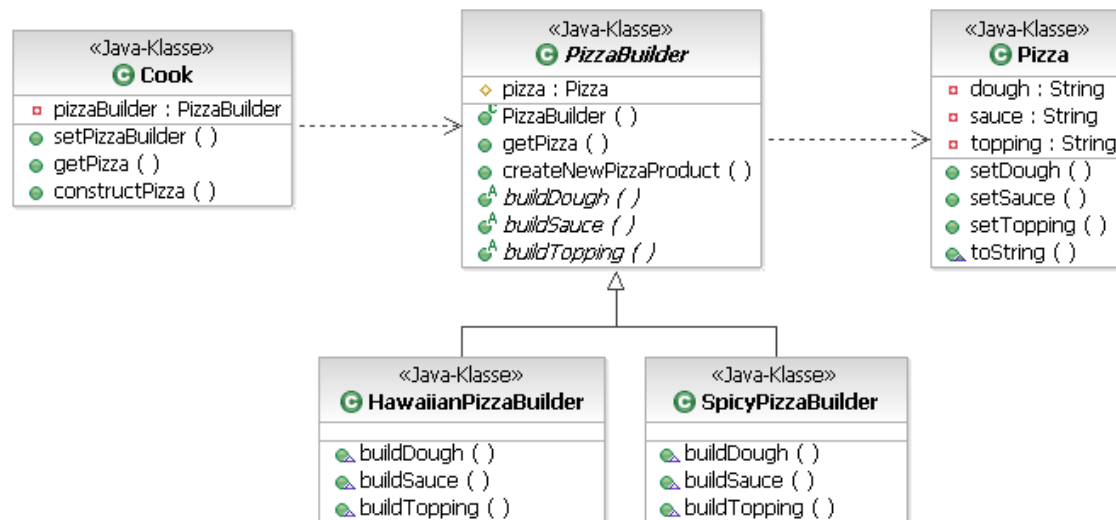 «Java-Klasse»
Cook
pizzaBuilder : PizzaBuilder
setPizzaBuilder ( )
getPizza ( )
constructPizza ( )
«Java-Klasse»
PizzaBuilder
pizza : Pizza
PizzaBuilder ( )
getPizza ( )
createNewPizzaProduct ( )
buildDough ( )
buildSauce ( )
buildTopping ( )
«Java-Klasse»
Pizza
dough : String
sauce : String
topping : String
setDough ( )
setSauce ( )
setTopping ( )
toString ( )
«Java-Klasse»
HawaiianPizzaBuilder
buildDough ( )
buildSauce ( )
buildTopping ( )
«Java-Klasse»
SpicyPizzaBuilder
buildDough ( )
buildSauce ( )
buildTopping ( )